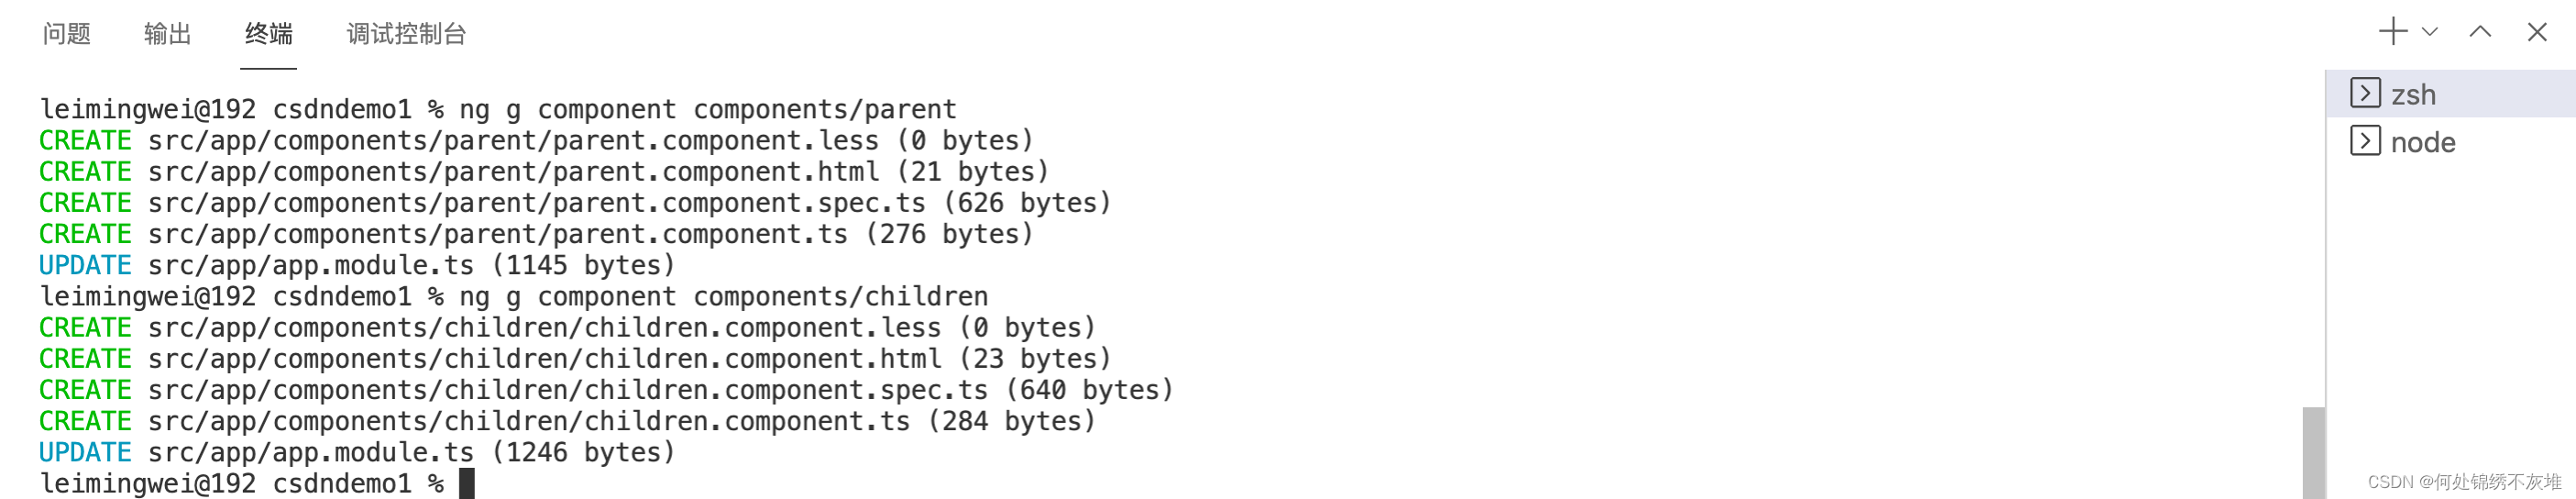 问题 输出 终端 调试控制台
zsh
node
leimingwei@192 csdndemo1 % ng g component components/parent
CREATE src/app/components/parent/parent.component.less (0 bytes)
CREATE src/app/components/parent/parent.component.html (21 bytes)
CREATE src/app/components/parent/parent.component.spec.ts (626 bytes)
CREATE src/app/components/parent/parent.component.ts (276 bytes)
UPDATE src/app/app.module.ts (1145 bytes)
leimingwei@192 csdndemo1 % ng g component components/children
CREATE src/app/components/children/children.component.less (0 bytes)
CREATE src/app/components/children/children.component.html (23 bytes)
CREATE src/app/components/children/children.component.spec.ts (640 bytes)
CREATE src/app/components/children/children.component.ts (284 bytes)
UPDATE src/app/app.module.ts (1246 bytes)
leimingwei@192 csdndemo1 %
CSDN @何处锦绣不灰堆